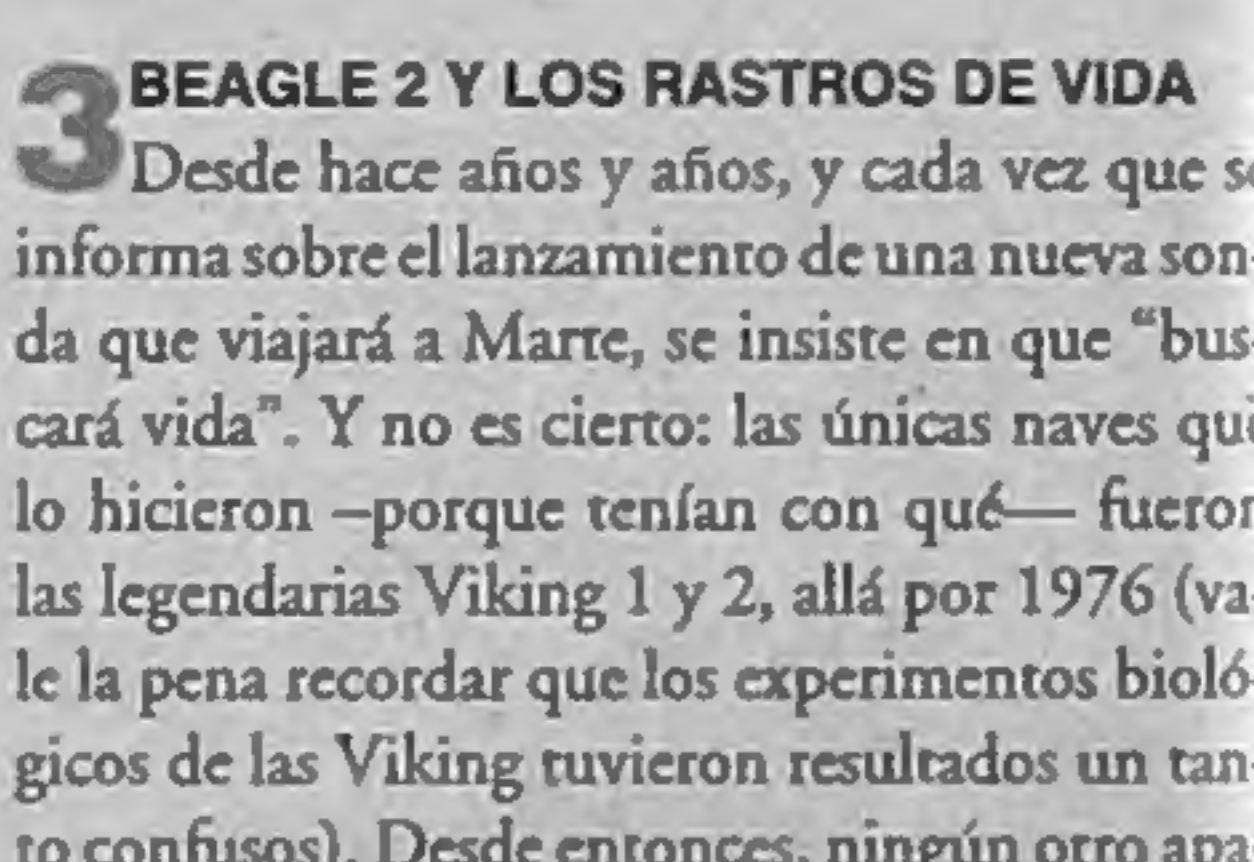 3 BEAGLE 2 Y LOS RASTROS DE VIDA
Desde hace años y años, y cada vez que se
informa sobre el lanzamiento de una nueva son-
da que viajará a Marte, se insiste en que "bus-
cará vida". Y no es cierto: las únicas naves que
lo hicieron –porque tenían con qué— fueron
las legendarias Viking 1 y 2, allá por 1976 (va-
le la pena recordar que los experimentos bioló-
gicos de las Viking tuvieron resultados un tan-
to confusos). Desde entonces, ningún otro apa-